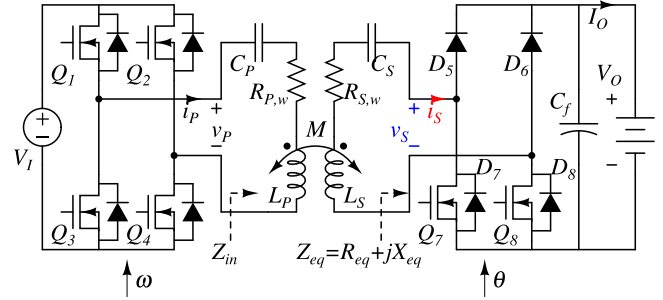 Q1 Q2 CP CS D5 D6 IO
RP,w RS,w VO
iP + M + iS Cf +
VI vP vS
LP LS D7 D8
Q3 Q4 Zin Zeq=Req+jXeq Q7 Q8
ω θ